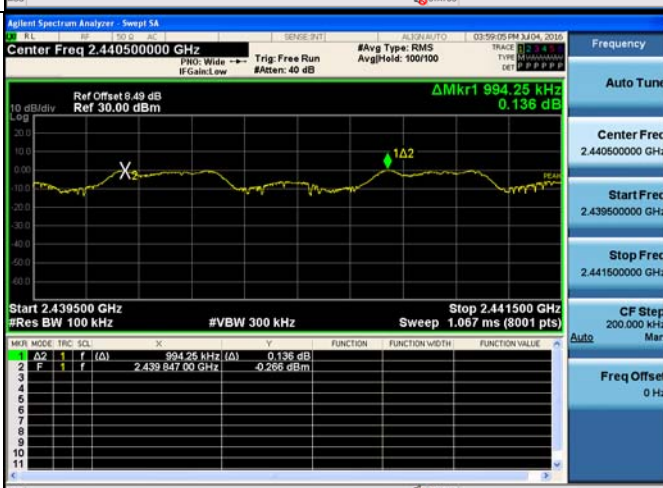 Agilent Spectrum Analyzer - Swept SA
RL RF 50 Ω AC SENSE:INT ALIGN AUTO 03:59:05 PM Jul 04, 2016
Center Freq 2.440500000 GHz
PNO: Wide Trig: Free Run
IFGain:Low #Atten: 40 dB
#Avg Type: RMS
Avg|Hold: 100/100
TRACE 1 2 3 4 5 6
TYPE MWWWWW
DET P P P P P P
Ref Offset 8.49 dB
10 dB/div Ref 30.00 dBm
Log
ΔMkr1 994.25 kHz
0.136 dB
20.0
10.0
0.00
-10.0
-20.0
-30.0
-40.0
-50.0
-60.0
X2
1Δ2
PEAK
Start 2.439500 GHz Stop 2.441500 GHz
#Res BW 100 kHz #VBW 300 kHz Sweep 1.067 ms (8001 pts)
MKR MODE TRC SCL X Y FUNCTION FUNCTION WIDTH FUNCTION VALUE
1 Δ2 1 f (Δ) 994.25 kHz (Δ) 0.136 dB
2 F 1 f 2.439 847 00 GHz -0.266 dBm
3
4
5
6
7
8
9
10
11
Frequency
Auto Tune
Center Freq
2.440500000 GHz
Start Freq
2.439500000 GHz
Stop Freq
2.441500000 GHz
CF Step
200.000 kHz
Auto Man
Freq Offset
0 Hz